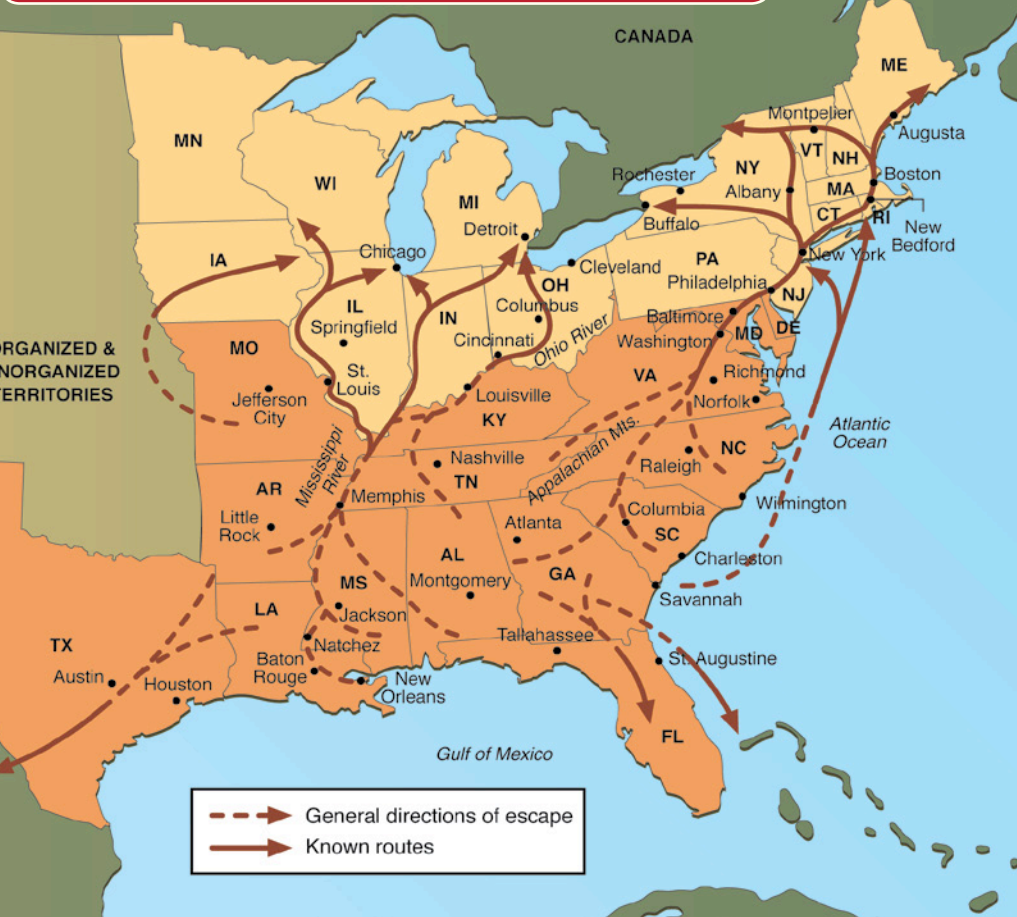 CANADA
ME
Montpelier
Augusta
MN
VT
NH
NY
Rochester
Boston
WI
Albany
MA
MI
CT
RI
New
Bedford
Buffalo
Detroit
Chicago
IA
PA
New York
Cleveland
Philadelphia
OH
NJ
IL
Columbus
IN
Baltimore
Springfield
MD
DE
Ohio River
Cincinnati
Washington
ORGANIZED &
NORGANIZED
TERRITORIES
MO
St.
Louis
VA
Richmond
Louisville
Norfolk
Jefferson
City
KY
Atlantic
Ocean
Appalachian Mts.
NC
Mississippi
River
Nashville
Raleigh
TN
AR
Memphis
Wilmington
Little
Rock
Atlanta
Columbia
SC
AL
Charleston
GA
Montgomery
MS
Savannah
LA
Jackson
Tallahassee
TX
Natchez
St. Augustine
Baton
Rouge
Austin
Houston
New
Orleans
FL
Gulf of Mexico
General directions of escape
Known routes